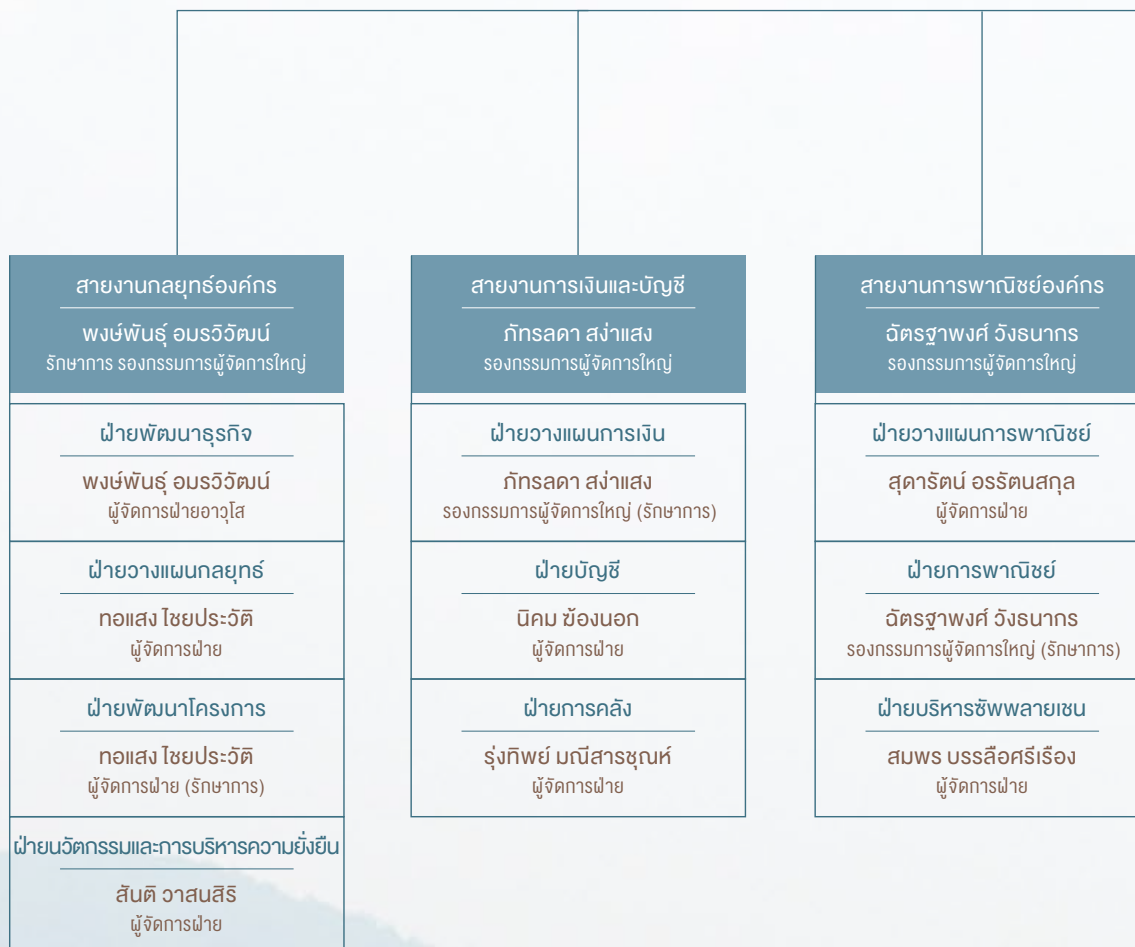 สายงานกลยุทธ์องค์กร
พงษ์พันธุ์ อมรวิวัฒน์
รักษาการ รองกรรมการผู้จัดการใหญ่
ฝ่ายพัฒนาธุรกิจ
พงษ์พันธุ์ อมรวิวัฒน์
ผู้จัดการฝ่ายอาวุโส
ฝ่ายวางแผนกลยุทธ์
ทอแสง ไชยประวัติ
ผู้จัดการฝ่าย
ฝ่ายพัฒนาโครงการ
ทอแสง ไชยประวัติ
ผู้จัดการฝ่าย (รักษาการ)
ฝ่ายนวัตกรรมและการบริหารความยั่งยืน
สันติ วาสนสิริ
ผู้จัดการฝ่าย
สายงานการเงินและบัญชี
ภัทรลดา สง่าแสง
รองกรรมการผู้จัดการใหญ่
ฝ่ายวางแผนการเงิน
ภัทรลดา สง่าแสง
รองกรรมการผู้จัดการใหญ่ (รักษาการ)
ฝ่ายบัญชี
นิคม ฆ้องนอก
ผู้จัดการฝ่าย
ฝ่ายการคลัง
รุ่งทิพย์ มณีสารชุณห์
ผู้จัดการฝ่าย
สายงานการพาณิชย์องค์กร
ฉัตรฐาพงศ์ วังธนากร
รองกรรมการผู้จัดการใหญ่
ฝ่ายวางแผนการพาณิชย์
สุดารัตน์ อรรัตนสกุล
ผู้จัดการฝ่าย
ฝ่ายการพาณิชย์
ฉัตรฐาพงศ์ วังธนากร
รองกรรมการผู้จัดการใหญ่ (รักษาการ)
ฝ่ายบริหารซัพพลายเชน
สมพร บรรลือศรีเรือง
ผู้จัดการฝ่าย